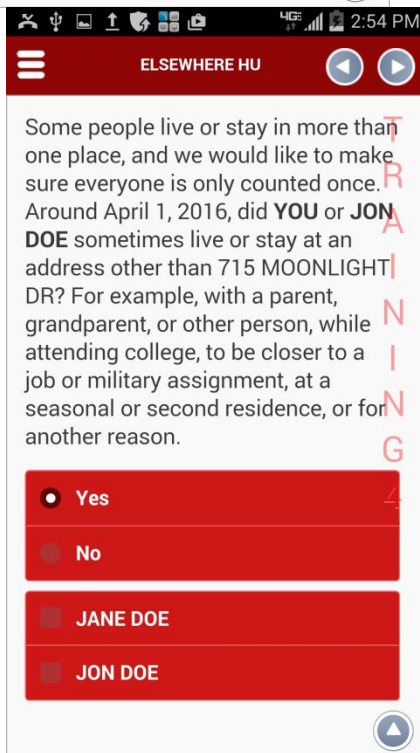 4G 2:54 PM
ELSEWHERE HU
Some people live or stay in more than
one place, and we would like to make
sure everyone is only counted once.
Around April 1, 2016, did YOU or JON
DOE sometimes live or stay at an
address other than 715 MOONLIGHT
DR? For example, with a parent,
grandparent, or other person, while
attending college, to be closer to a
job or military assignment, at a
seasonal or second residence, or for
another reason.
TRAINING 4
Yes
No
JANE DOE
JON DOE